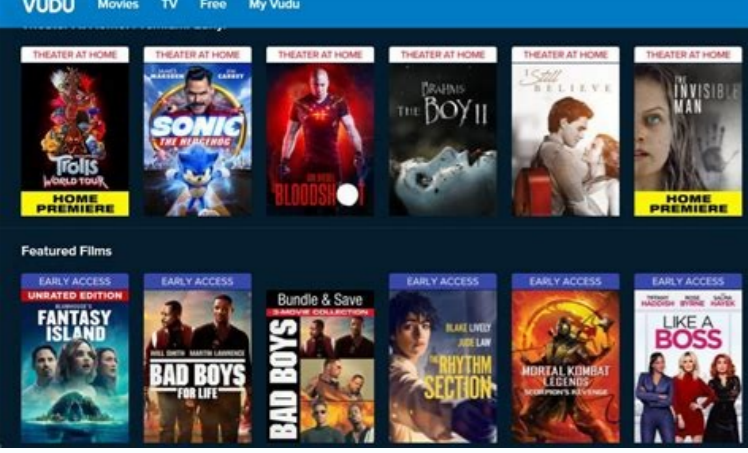 VUDU Movies TV Free My Vudu
THEATER AT HOME THEATER AT HOME THEATER AT HOME THEATER AT HOME THEATER AT HOME THEATER AT HOME
Trolls
WORLD TOUR
HOME
PREMIERE
JAMES MARSDEN
JIM CARREY
SONIC
THE HEDGEHOG
VIN DIESEL
BLOODSHOT
BRAHMS
THE BOY II
I Still
BELIEVE
THE
INVISIBLE
MAN
HOME
PREMIERE
Featured Films
EARLY ACCESS EARLY ACCESS EARLY ACCESS EARLY ACCESS EARLY ACCESS
UNRATED EDITION
BLUMHOUSE'S
FANTASY
ISLAND
WILL SMITH MARTIN LAWRENCE
BAD BOYS
FOR LIFE
Bundle & Save
3-MOVIE COLLECTION
BAD BOYS
BLAKE LIVELY
JUDE LAW
THE RHYTHM
SECTION
MORTAL KOMBAT
LEGENDS
SCORPION'S REVENGE
TIFFANY HADDISH
ROSE BYRNE
SALMA HAYEK
LIKE A
BOSS